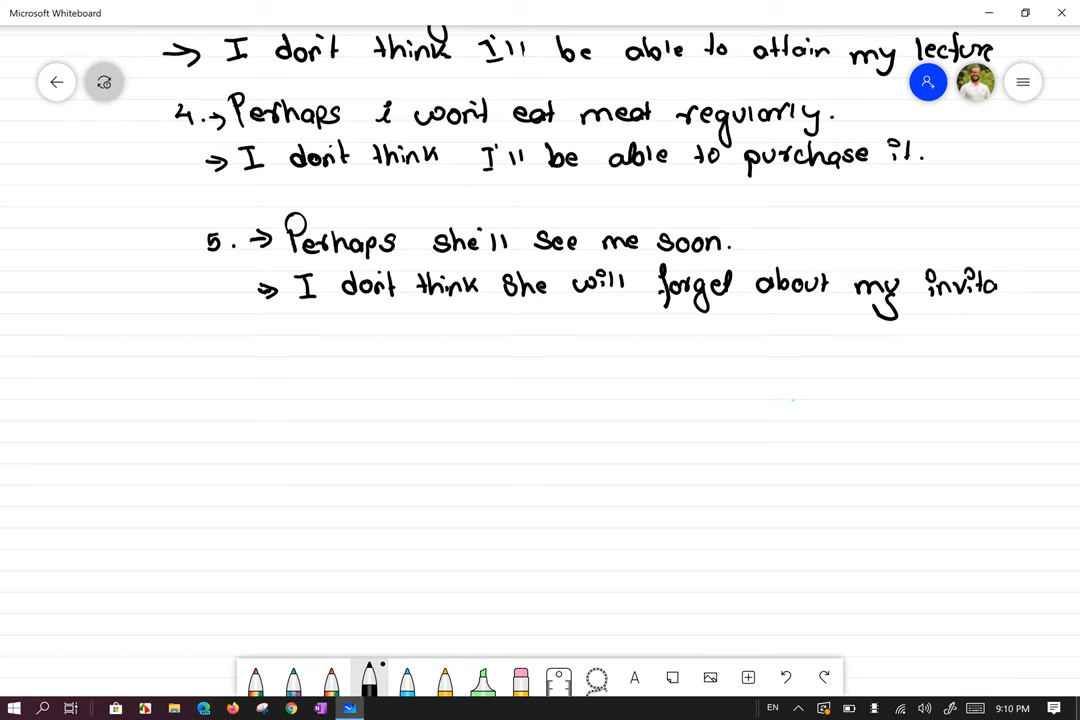 Microsoft Whiteboard
→ I don't think I'll be able to attain my lecture
4.→ Perhaps i won't eat meat regularly.
→ I don't think I'll be able to purchase it.
5. → Perhaps she'll see me soon.
→ I don't think She will forget about my invita
A
EN 9:10 PM